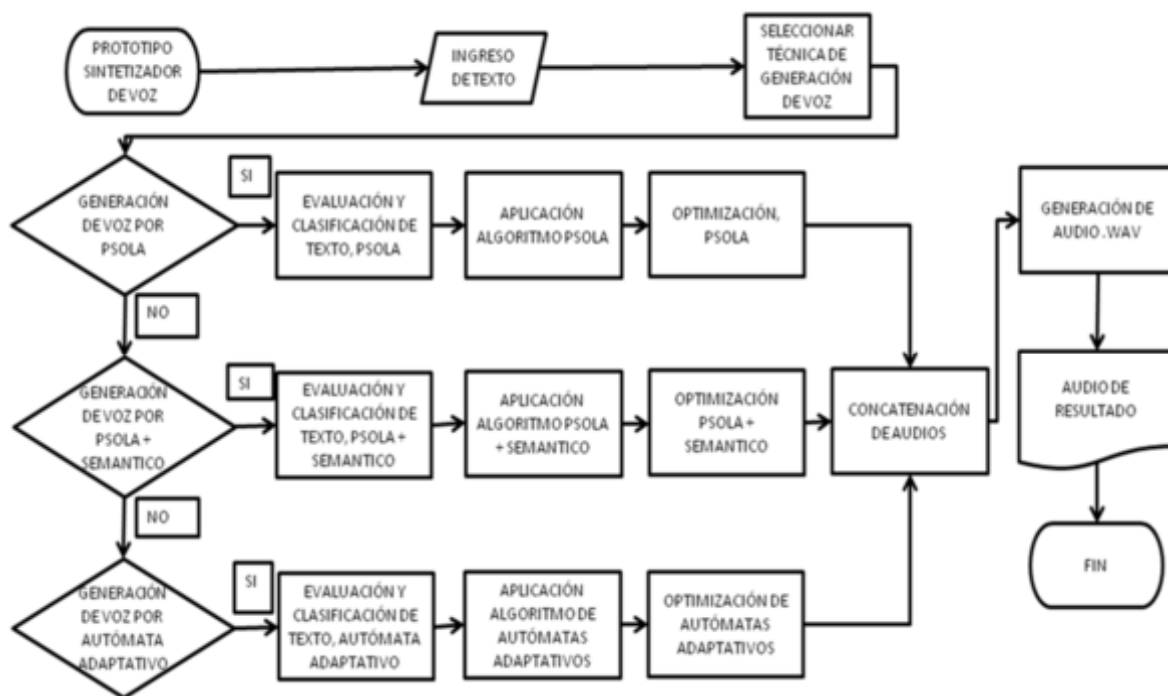 PROTOTIPO
SINTETIZADOR
DE VOZ
INGRESO
DE TEXTO
SELECCIONAR
TÉCNICA DE
GENERACIÓN
DE VOZ
GENERACIÓN
DE VOZ POR
PSOLA
SI
EVALUACIÓN Y
CLASIFICACIÓN DE
TEXTO, PSOLA
APLICACIÓN
ALGORITMO PSOLA
OPTIMIZACIÓN,
PSOLA
GENERACIÓN DE
AUDIO .WAV
NO
GENERACIÓN
DE VOZ POR
PSOLA +
SEMANTICO
SI
EVALUACIÓN Y
CLASIFICACIÓN DE
TEXTO, PSOLA +
SEMANTICO
APLICACIÓN
ALGORITMO PSOLA
+ SEMANTICO
OPTIMIZACIÓN
PSOLA +
SEMANTICO
CONCATENACIÓN
DE AUDIOS
AUDIO DE
RESULTADO
NO
GENERACIÓN
DE VOZ POR
AUTÓMATA
ADAPTATIVO
SI
EVALUACIÓN Y
CLASIFICACIÓN DE
TEXTO, AUTÓMATA
ADAPTATIVO
APLICACIÓN
ALGORITMO DE
AUTÓMATAS
ADAPTATIVOS
OPTIMIZACIÓN DE
AUTÓMATAS
ADAPTATIVOS
FIN